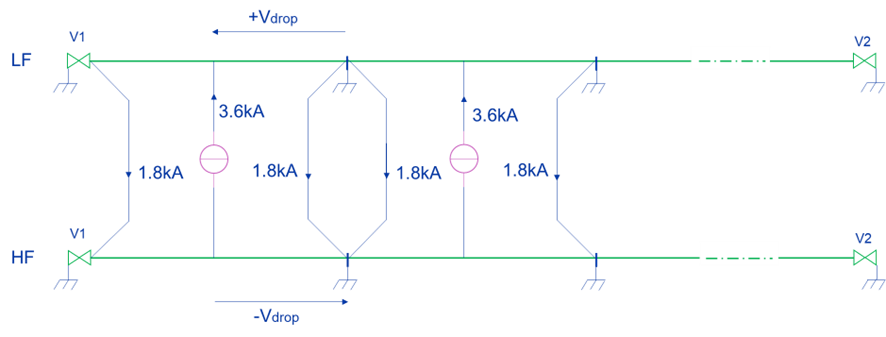 +Vdrop
V1
V2
LF
3.6kA
3.6kA
1.8kA
1.8kA
1.8kA
1.8kA
V1
V2
HF
-Vdrop